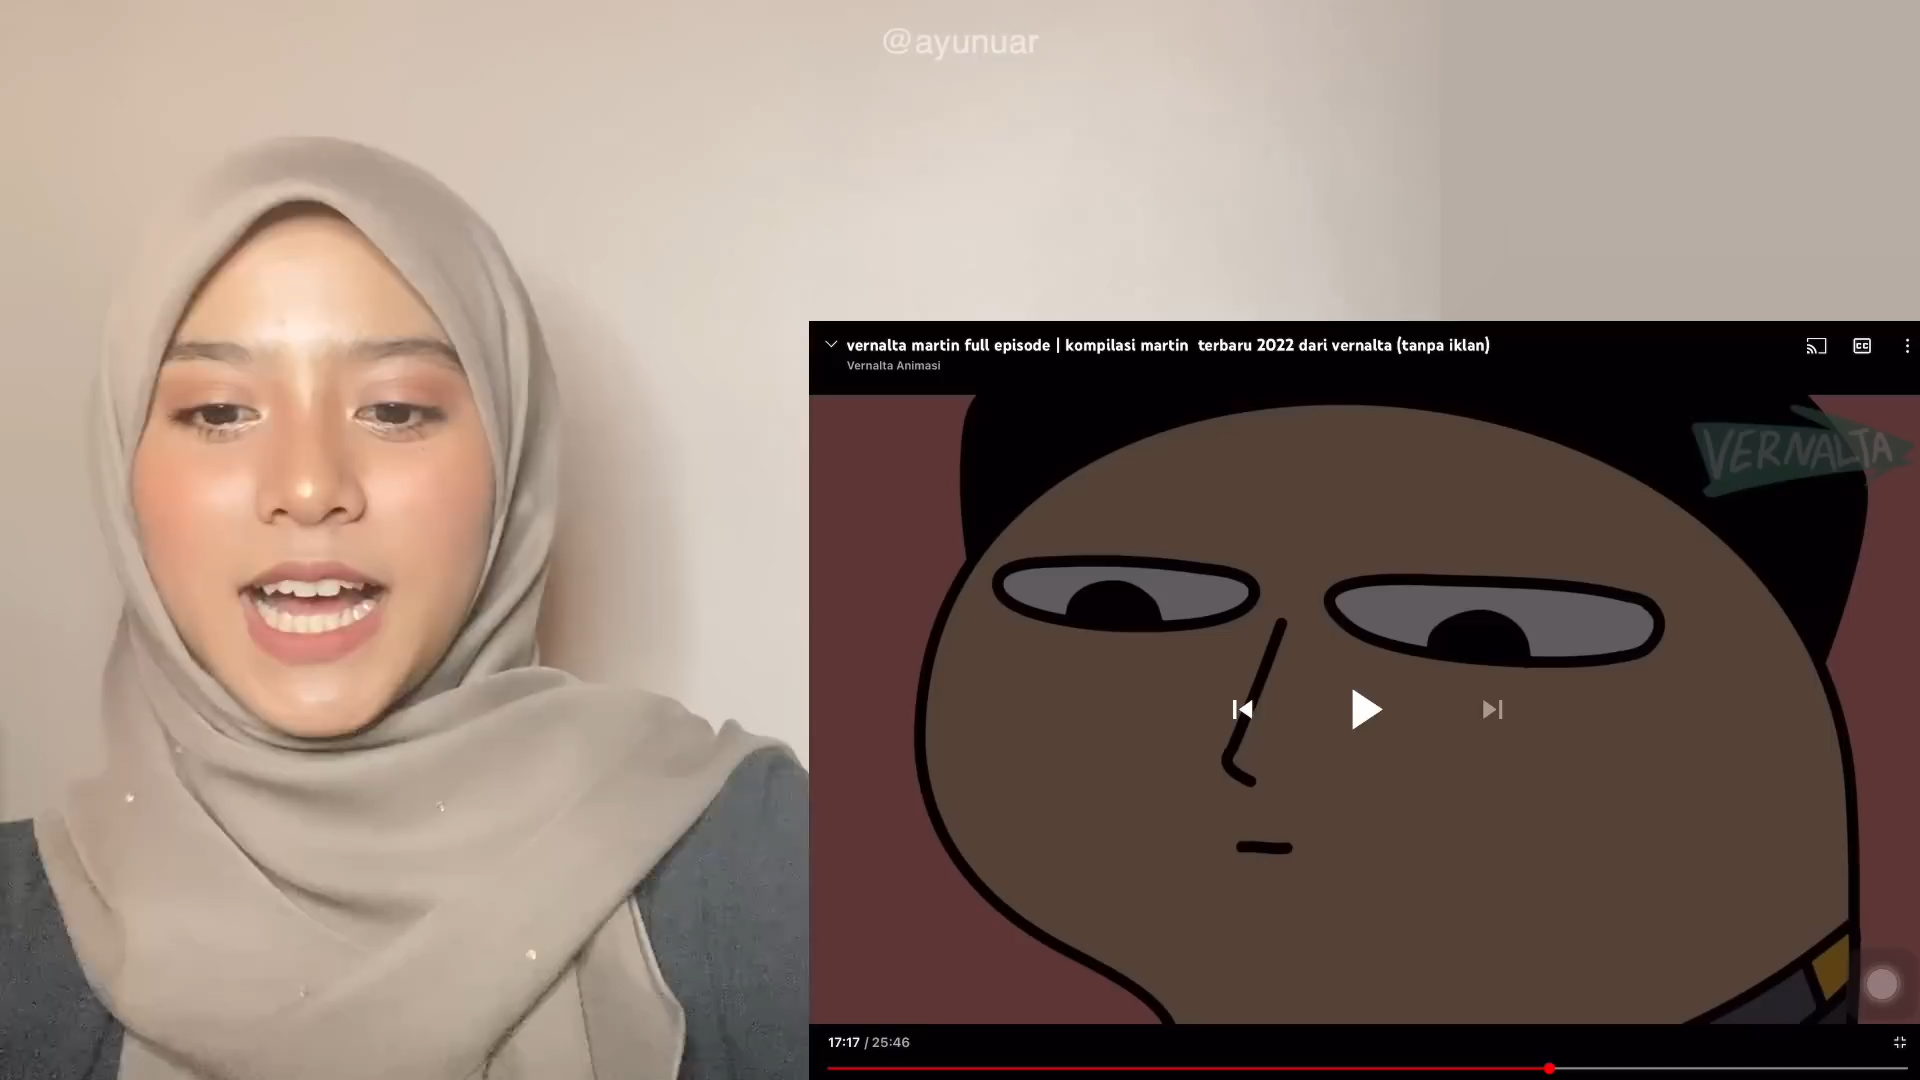 @ayunuar
vernalta martin full episode | kompilasi martin  terbaru 2022 dari vernalta (tanpa iklan)
Vernalta Animasi
CC
VERNALTA
17:17 / 25:46